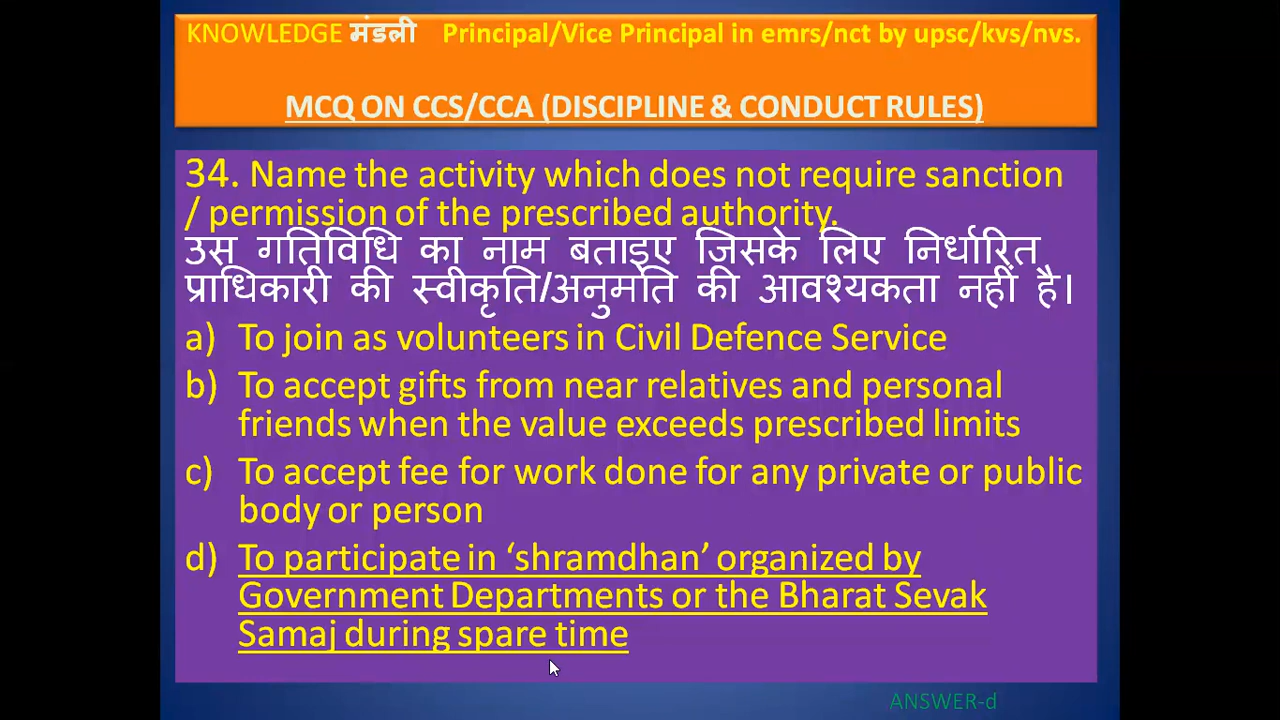 KNOWLEDGE मंडली Principal/Vice Principal in emrs/nct by upsc/kvs/nvs.
MCQ ON CCS/CCA (DISCIPLINE & CONDUCT RULES)
34. Name the activity which does not require sanction
/ permission of the prescribed authority.
उस गतिविधि का नाम बताइए जिसके लिए निर्धारित
प्राधिकारी की स्वीकृति/अनुमति की आवश्यकता नहीं है।
a) To join as volunteers in Civil Defence Service
b) To accept gifts from near relatives and personal
friends when the value exceeds prescribed limits
c) To accept fee for work done for any private or public
body or person
d) To participate in ‘shramdhan’ organized by
Government Departments or the Bharat Sevak
Samaj during spare time
ANSWER-d